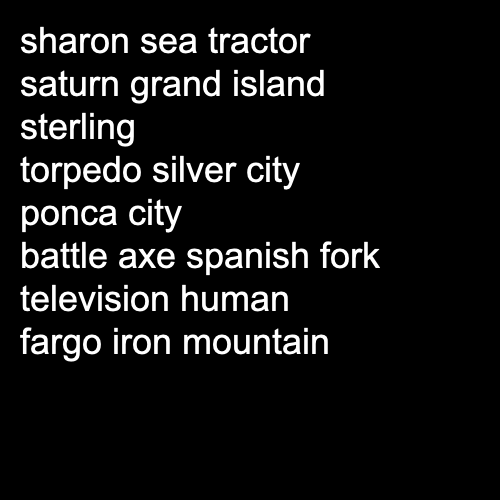 sharon sea tractor
saturn grand island
sterling
torpedo silver city
ponca city
battle axe spanish fork
television human
fargo iron mountain